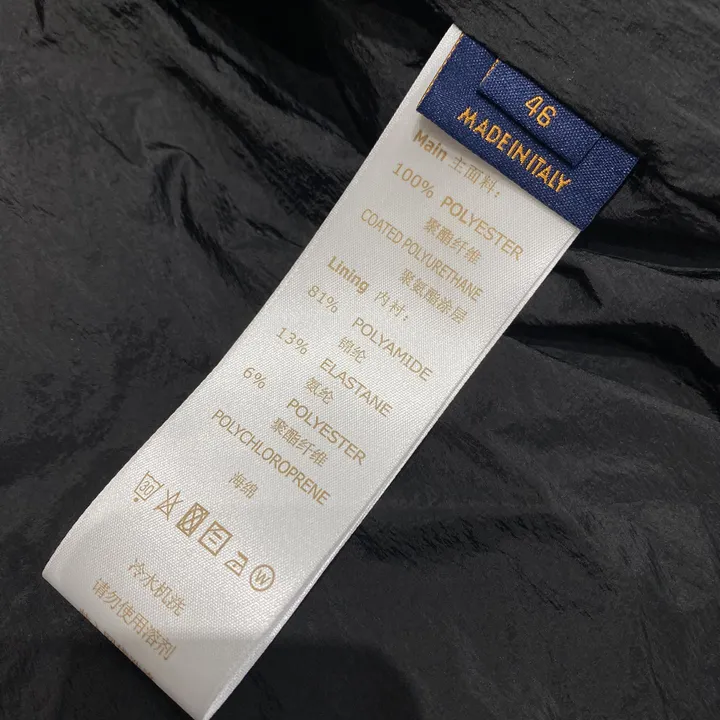 46
MADE IN ITALY
Main 主面料:
100% POLYESTER
聚酯纤维
COATED POLYURETHANE
聚氨酯涂层
Lining 内衬:
81% POLYAMIDE
锦纶
13% ELASTANE
氨纶
6% POLYESTER
聚酯纤维
POLYCHLOROPRENE
海绵
30 W
冷水机洗
请勿使用溶剂